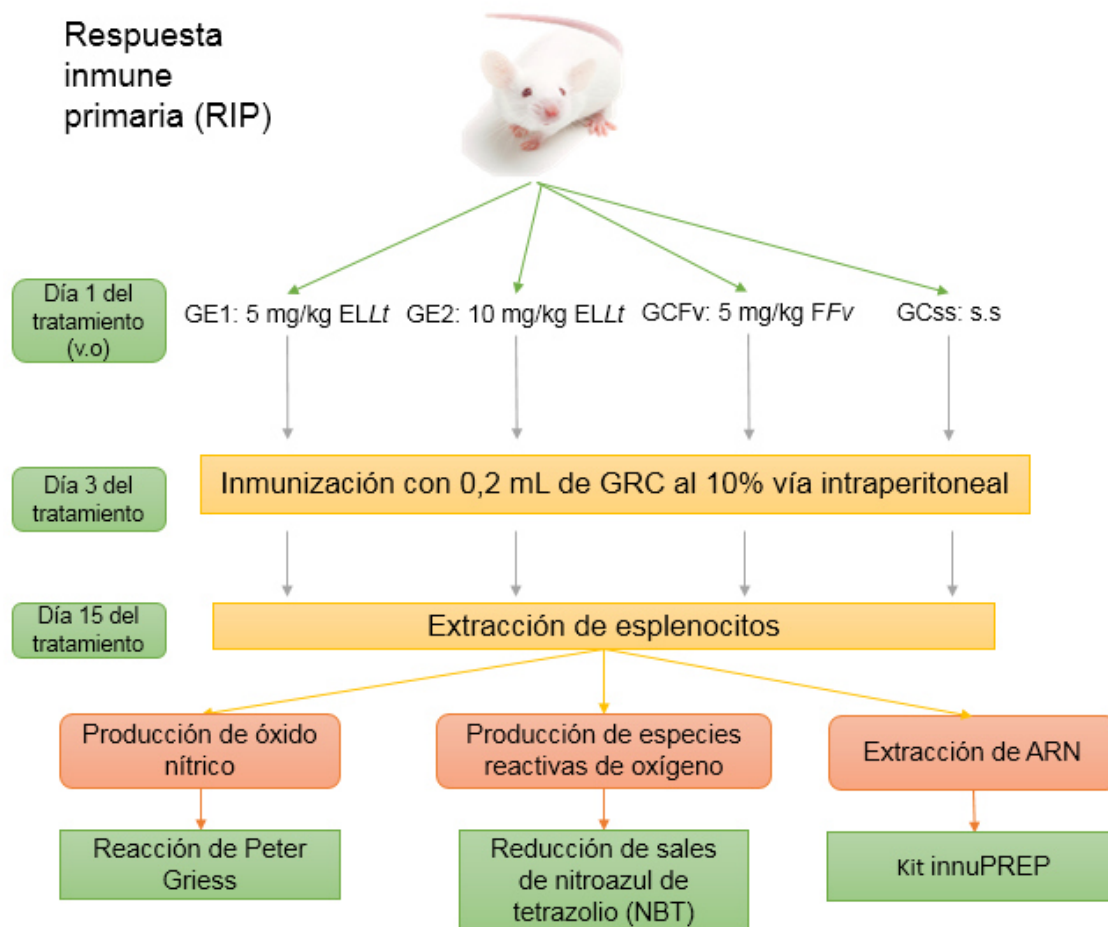 Respuesta
inmune
primaria (RIP)
Día 1 del
tratamiento
(v.o)
GE1: 5 mg/kg ELLt
GE2: 10 mg/kg ELLt
GCFv: 5 mg/kg FFv
GCss: s.s
Día 3 del
tratamiento
Inmunización con 0,2 mL de GRC al 10% vía intraperitoneal
Día 15 del
tratamiento
Extracción de esplenocitos
Producción de óxido
nítrico
Producción de especies
reactivas de oxígeno
Extracción de ARN
Reacción de Peter
Griess
Reducción de sales
de nitroazul de
tetrazolio (NBT)
Kit innuPREP